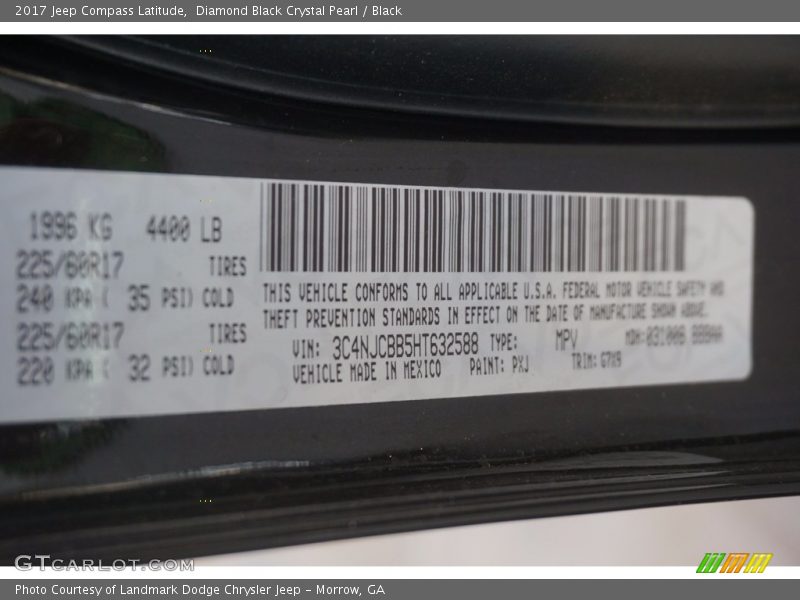 2017 Jeep Compass Latitude, Diamond Black Crystal Pearl / Black
1996 KG 4400 LB
225/60R17 TIRES
240 KPA ( 35 PSI) COLD
225/60R17 TIRES
220 KPA ( 32 PSI) COLD
THIS VEHICLE CONFORMS TO ALL APPLICABLE U.S.A. FEDERAL MOTOR VEHICLE SAFETY AND
THEFT PREVENTION STANDARDS IN EFFECT ON THE DATE OF MANUFACTURE SHOWN ABOVE.
VIN: 3C4NJCBB5HT632588 TYPE: MPV MDH:
VEHICLE MADE IN MEXICO PAINT: PXJ TRIM: G7X9
GTCARLOT.COM
Photo Courtesy of Landmark Dodge Chrysler Jeep - Morrow, GA